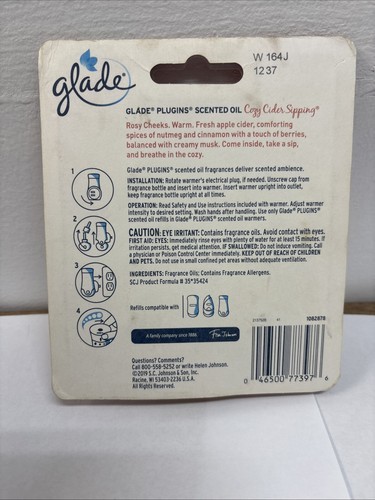 glade
W 164J
1237
GLADE® PLUGINS® SCENTED OIL Cozy Cider Sipping®
Rosy Cheeks. Warm. Fresh apple cider, comforting
spices of nutmeg and cinnamon with a touch of berries,
balanced with creamy musk. Come inside, take a sip,
and breathe in the cozy.
Glade® PLUGINS® scented oil fragrances deliver scented ambience.
INSTALLATION: Rotate warmer's electrical plug, if needed. Unscrew cap from
fragrance bottle and insert into warmer. Insert warmer upright into outlet,
keep fragrance bottle upright at all times.
OPERATION: Read Safety and Use instructions included with warmer. Adjust warmer
intensity to desired setting. Wash hands after handling. Use only Glade® PLUGINS®
scented oil refills in Glade® PLUGINS® scented oil warmers.
CAUTION: EYE IRRITANT: Contains fragrance oils. Avoid contact with eyes.
FIRST AID: EYES: immediately rinse eyes with plenty of water for at least 15 minutes. If
irritation persists, get medical attention. IF SWALLOWED: Do not induce vomiting. Call
a physician or Poison Control Center immediately. KEEP OUT OF REACH OF CHILDREN
AND PETS. Do not use in small confined pet areas without adequate ventilation.
INGREDIENTS: Fragrance Oils; Contains Fragrance Allergens.
SCJ Product Formula # 35*35424
1
2
3
4
Refills compatible with
A family company since 1886.
1082878
Questions? Comments?
Call 800-558-5252 or write Helen Johnson.
©2019 S.C. Johnson & Son, Inc.
Racine, WI 53403-2236 U.S.A.
All Rights Reserved.
0 46500 77397 6